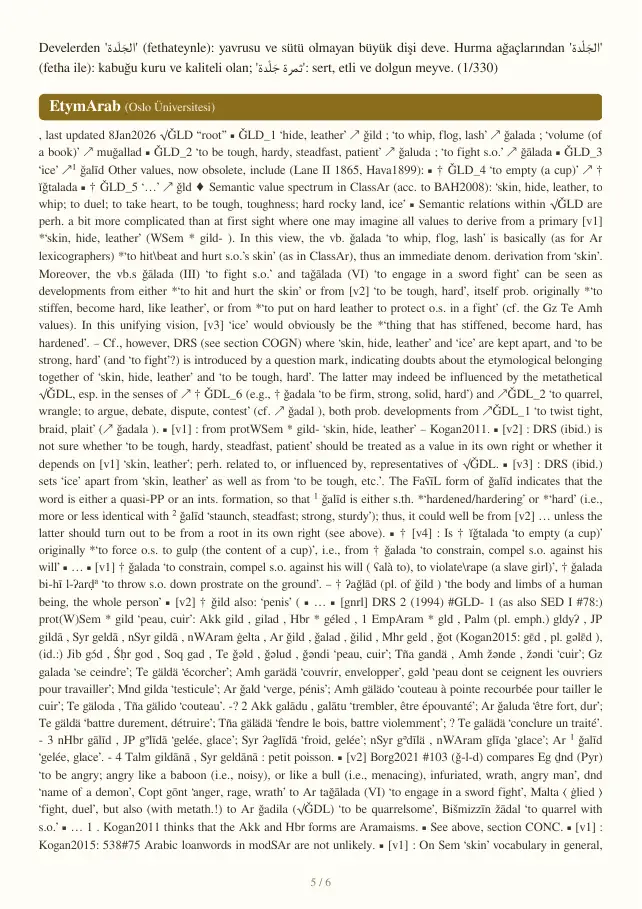 Develerden 'الجَلَدة' (fethateynle): yavrusu ve sütü olmayan büyük dişi deve. Hurma ağaçlarından 'الجَلْدة'
(fetha ile): kabuğu kuru ve kaliteli olan; 'تمرة جَلْدة': sert, etli ve dolgun meyve. (1/330)
EtymArab (Oslo Üniversitesi)
, last updated 8Jan2026 √ǦLD “root” ▪ ǦLD_1 ‘hide, leather’ ↗ ǧild ; ‘to whip, flog, lash’ ↗ ǧalada ; ‘volume (of
a book)’ ↗ muǧallad ▪ ǦLD_2 ‘to be tough, hardy, steadfast, patient’ ↗ ǧaluda ; ‘to fight s.o.’ ↗ ǧālada ▪ ǦLD_3
‘ice’ ↗¹ ǧalīd Other values, now obsolete, include (Lane II 1865, Hava1899): ▪ † ǦLD_4 ‘to empty (a cup)’ ↗ †
ĭǧtalada ▪ † ǦLD_5 ‘…’ ↗ ǧld ♦ Semantic value spectrum in ClassAr (acc. to BAH2008): ‘skin, hide, leather, to
whip; to duel; to take heart, to be tough, toughness; hard rocky land, ice’ ▪ Semantic relations within √ǦLD are
perh. a bit more complicated than at first sight where one may imagine all values to derive from a primary [v1]
*‘skin, hide, leather’ (WSem * gild- ). In this view, the vb. ǧalada ‘to whip, flog, lash’ is basically (as for Ar
lexicographers) *‘to hit\beat and hurt s.o.’s skin’ (as in ClassAr), thus an immediate denom. derivation from ‘skin’.
Moreover, the vb.s ǧālada (III) ‘to fight s.o.’ and taǧālada (VI) ‘to engage in a sword fight’ can be seen as
developments from either *‘to hit and hurt the skin’ or from [v2] ‘to be tough, hard’, itself prob. originally *‘to
stiffen, become hard, like leather’, or from *‘to put on hard leather to protect o.s. in a fight’ (cf. the Gz Te Amh
values). In this unifying vision, [v3] ‘ice’ would obviously be the *‘thing that has stiffened, become hard, has
hardened’. – Cf., however, DRS (see section COGN) where ‘skin, hide, leather’ and ‘ice’ are kept apart, and ‘to be
strong, hard’ (and ‘to fight’?) is introduced by a question mark, indicating doubts about the etymological belonging
together of ‘skin, hide, leather’ and ‘to be tough, hard’. The latter may indeed be influenced by the metathetical
√ǦDL, esp. in the senses of ↗ † ǦDL_6 (e.g., † ǧadala ‘to be firm, strong, solid, hard’) and ↗ǦDL_2 ‘to quarrel,
wrangle; to argue, debate, dispute, contest’ (cf. ↗ ǧadal ), both prob. developments from ↗ǦDL_1 ‘to twist tight,
braid, plait’ (↗ ǧadala ). ▪ [v1] : from protWSem * gild- ‘skin, hide, leather’ – Kogan2011. ▪ [v2] : DRS (ibid.) is
not sure whether ‘to be tough, hardy, steadfast, patient’ should be treated as a value in its own right or whether it
depends on [v1] ‘skin, leather’; perh. related to, or influenced by, representatives of √ǦDL. ▪ [v3] : DRS (ibid.)
sets ‘ice’ apart from ‘skin, leather’ as well as from ‘to be tough, etc.’. The FaʕīL form of ǧalīd indicates that the
word is either a quasi-PP or an ints. formation, so that ¹ ǧalīd is either s.th. *‘hardened/hardering’ or *‘hard’ (i.e.,
more or less identical with ² ǧalīd ‘staunch, steadfast; strong, sturdy’); thus, it could well be from [v2] … unless the
latter should turn out to be from a root in its own right (see above). ▪ † [v4] : Is † ĭǧtalada ‘to empty (a cup)’
originally *‘to force o.s. to gulp (the content of a cup)’, i.e., from † ǧalada ‘to constrain, compel s.o. against his
will’ ▪ … ▪ [v1] † ǧalada ‘to constrain, compel s.o. against his will ( ʕalà to), to violate\rape (a slave girl)’, † ǧalada
bi-hī l-ʔarḍᵃ ‘to throw s.o. down prostrate on the ground’. – † ʔaǧlād (pl. of ǧild ) ‘the body and limbs of a human
being, the whole person’ ▪ [v2] † ǧild also: ‘penis’ ( ▪ … ▪ [gnrl] DRS 2 (1994) #GLD- 1 (as also SED I #78:)
prot(W)Sem * gild ‘peau, cuir’: Akk gild , gilad , Hbr * géled , 1 EmpAram * gld , Palm (pl. emph.) gldyʔ , JP
gildā , Syr geldā , nSyr gildā , nWAram ġelta , Ar ǧild , ǧalad , ǧilid , Mhr geld , ǧot (Kogan2015: gēd , pl. gəlēd ),
(id.:) Jib gɔ́d , Śḥr god , Soq gad , Te ǧəld , ǧəlud , ǧəndi ‘peau, cuir’; Tña gandä , Amh žənde , žəndi ‘cuir’; Gz
galada ‘se ceindre’; Te gäldä ‘écorcher’; Amh garädä ‘couvrir, envelopper’, gəld ‘peau dont se ceignent les ouvriers
pour travailler’; Mnd gilda ‘testicule’; Ar ǧald ‘verge, pénis’; Amh gälädo ‘couteau à pointe recourbée pour tailler le
cuir’; Te gäloda , Tña gälido ‘couteau’. -? 2 Akk galādu , galātu ‘trembler, être épouvanté’; Ar ǧaluda ‘être fort, dur’;
Te gäldä ‘battre durement, détruire’; Tña gälädä ‘fendre le bois, battre violemment’; ? Te galädä ‘conclure un traité’.
- 3 nHbr gālīd , JP gᵊlīdā ‘gelée, glace’; Syr ʔaglīdā ‘froid, gelée’; nSyr gᵊdīlā , nWAram glīḏa ‘glace’; Ar ¹ ǧalīd
‘gelée, glace’. - 4 Talm gildānā , Syr geldānā : petit poisson. ▪ [v2] Borg2021 #103 (ǧ-l-d) compares Eg ḏnd (Pyr)
‘to be angry; angry like a baboon (i.e., noisy), or like a bull (i.e., menacing), infuriated, wrath, angry man’, dnd
‘name of a demon’, Copt gōnt ‘anger, rage, wrath’ to Ar taǧālada (VI) ‘to engage in a sword fight’, Malta ⟨ ġlied ⟩
‘fight, duel’, but also (with metath.!) to Ar ǧadila (√ǦDL) ‘to be quarrelsome’, Bišmizzīn žādal ‘to quarrel with
s.o.’ ▪ … 1 . Kogan2011 thinks that the Akk and Hbr forms are Aramaisms. ▪ See above, section CONC. ▪ [v1] :
Kogan2015: 538#75 Arabic loanwords in modSAr are not unlikely. ▪ [v1] : On Sem ‘skin’ vocabulary in general,
5 / 6